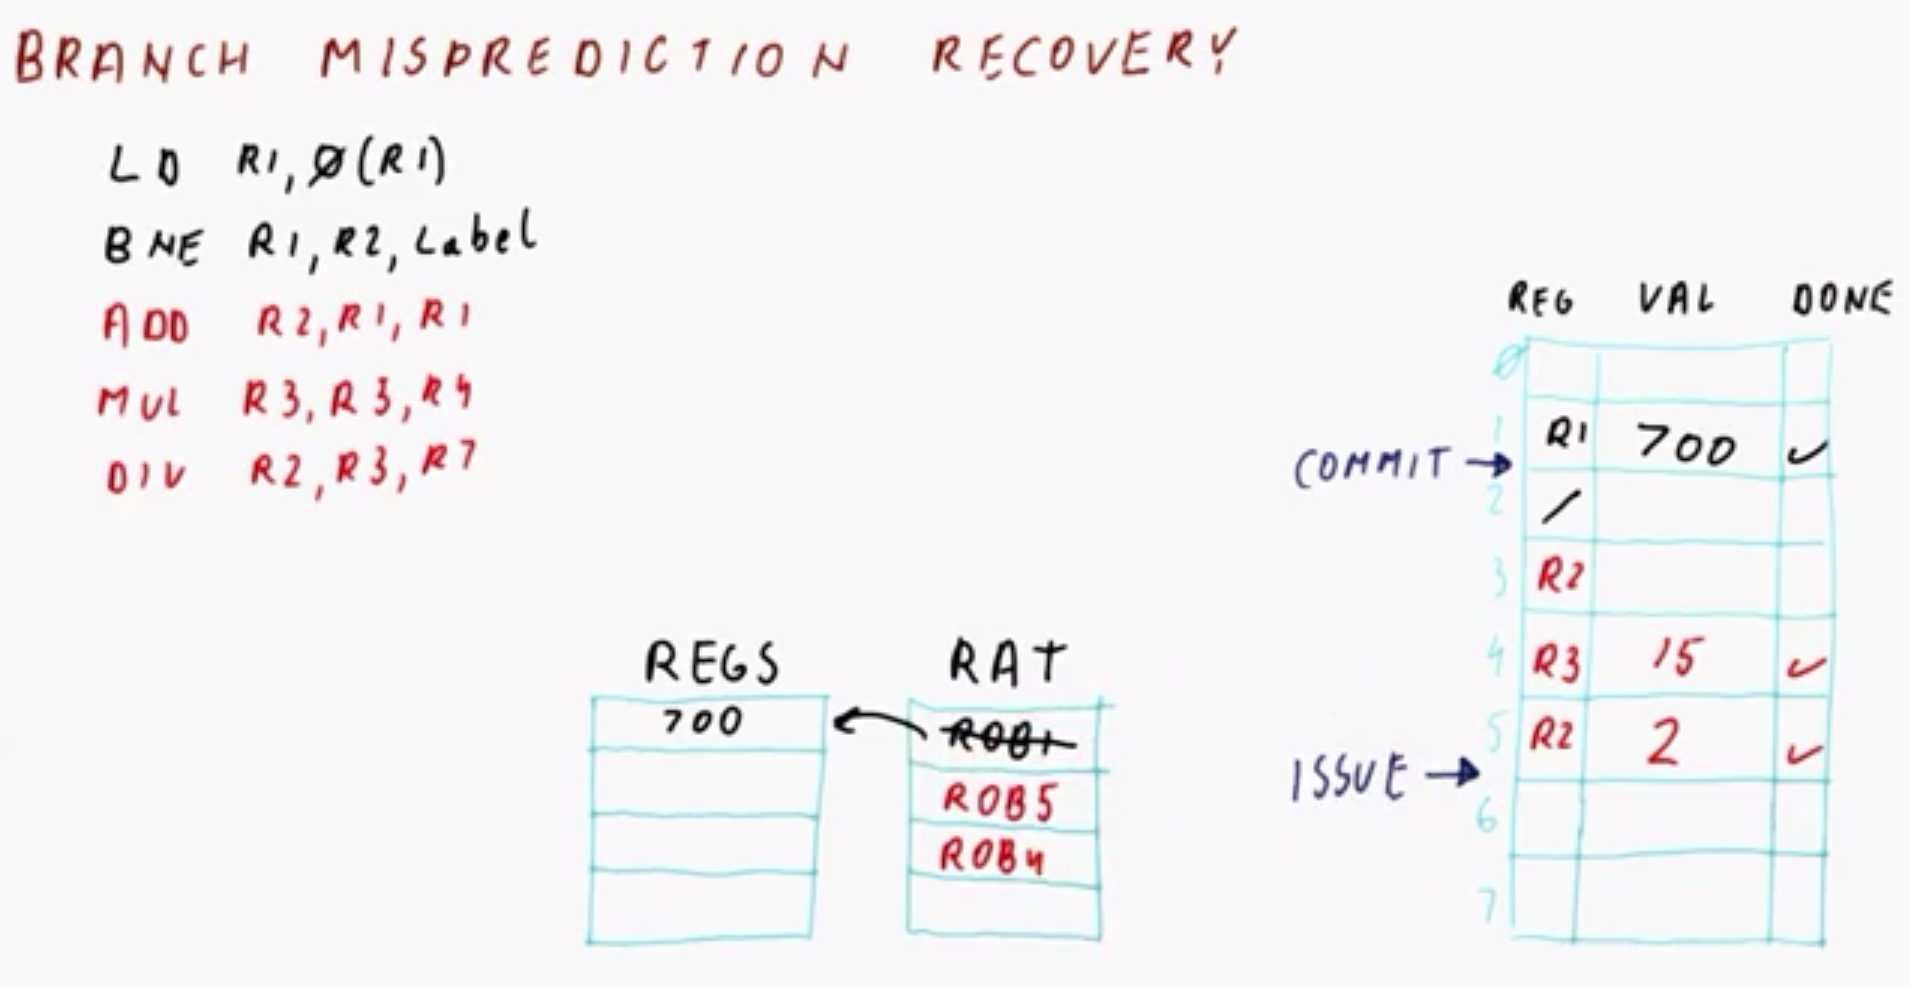 BRANCH MISPREDICTION RECOVERY
LD R1, Ø(R1)
BNE R1, R2, Label
ADD R2, R1, R1
MUL R3, R3, R4
DIV R2, R3, R7
REG VAL DONE
Ø
1 R1 700 ✓
COMMIT →
2 /
3 R2
4 R3 15 ✓
5 R2 2 ✓
ISSUE →
6
7
REGS RAT
700 ← ROB1
ROB5
ROB4